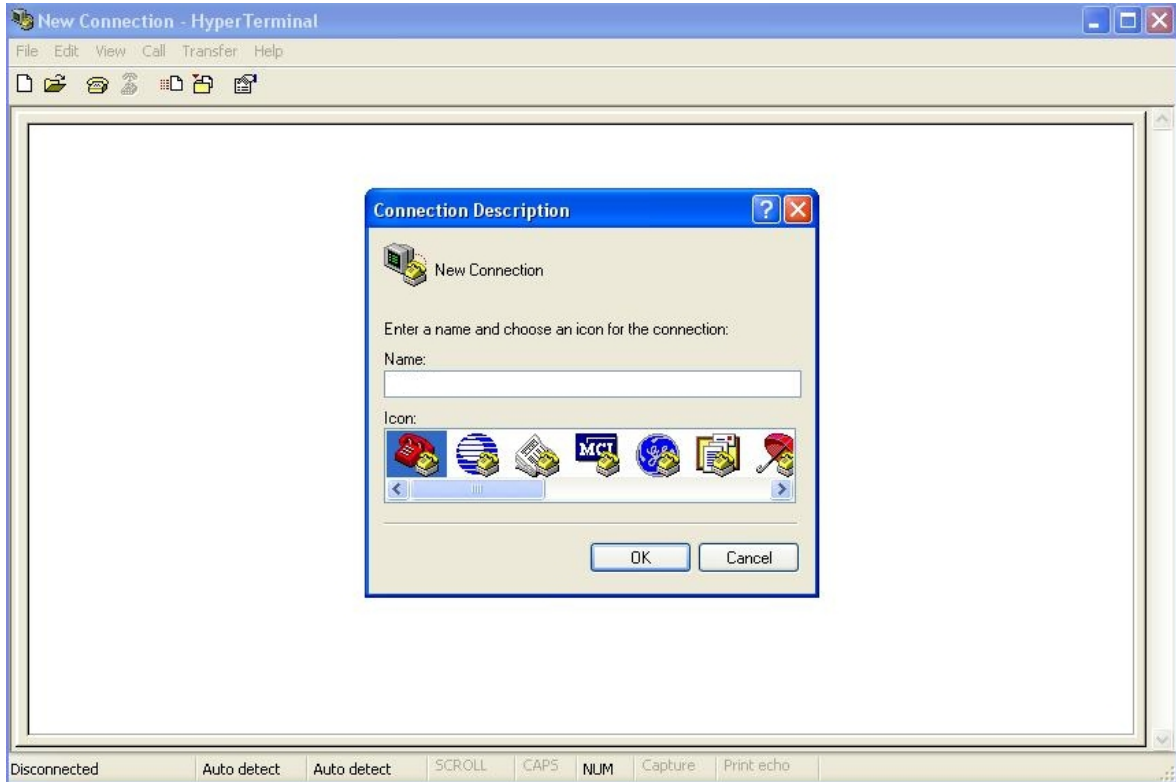 New Connection - HyperTerminal
File Edit View Call Transfer Help
Connection Description
New Connection
Enter a name and choose an icon for the connection:
Name:
Icon:
MCI
OK Cancel
Disconnected Auto detect Auto detect SCROLL CAPS NUM Capture Print echo